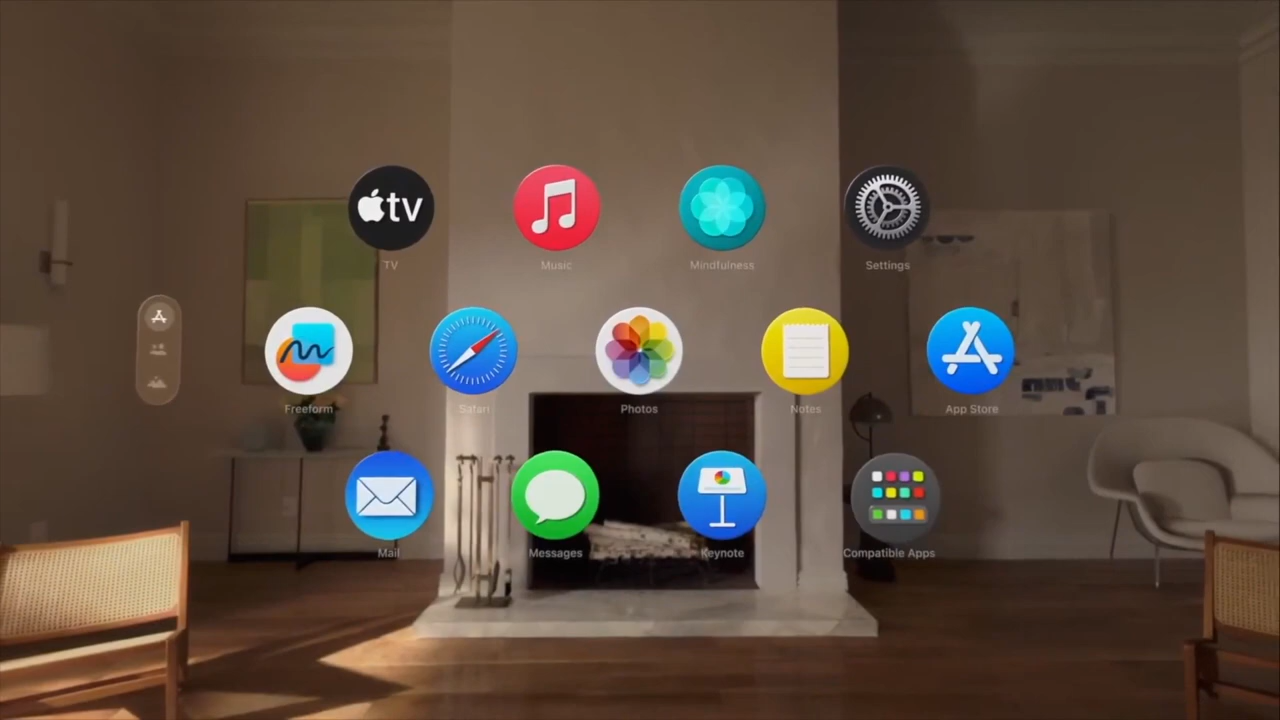 tv
TV
Music
Mindfulness
Settings
Freeform
Safari
Photos
Notes
App Store
Mail
Messages
Keynote
Compatible Apps